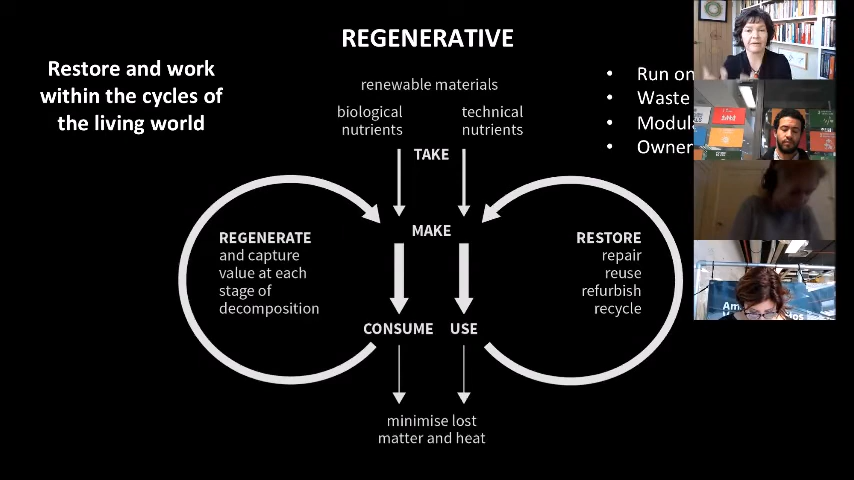 REGENERATIVE
Restore and work
within the cycles of
the living world
renewable materials
biological
nutrients
technical
nutrients
TAKE
• Run on
• Waste
•
• Owner
MAKE
REGENERATE
and capture
value at each
stage of
decomposition
RESTORE
repair
reuse
refurbish
recycle
CONSUME
USE
minimise lost
matter and heat